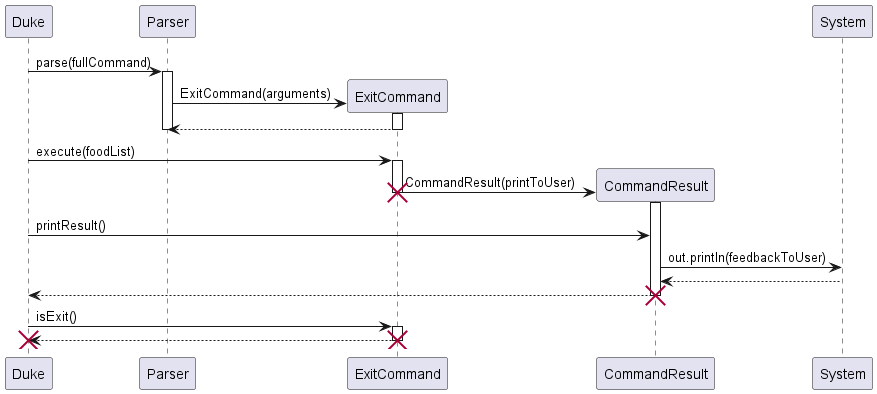 Duke
Parser
System
parse(fullCommand)
ExitCommand(arguments)
ExitCommand
execute(foodList)
CommandResult(printToUser)
CommandResult
printResult()
out.println(feedbackToUser)
isExit()
Duke
Parser
ExitCommand
CommandResult
System